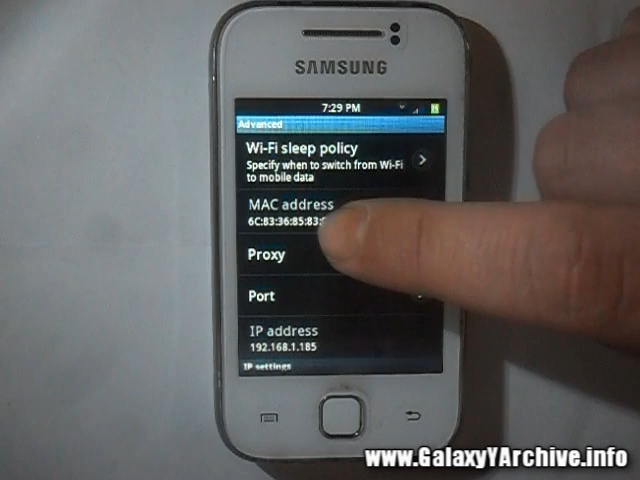 SAMSUNG
7:29 PM
Advanced
Wi-Fi sleep policy
Specify when to switch from Wi-Fi
to mobile data
MAC address
Proxy
Port
IP address
192.168.1.185
IP settings
www.GalaxyYArchive.info